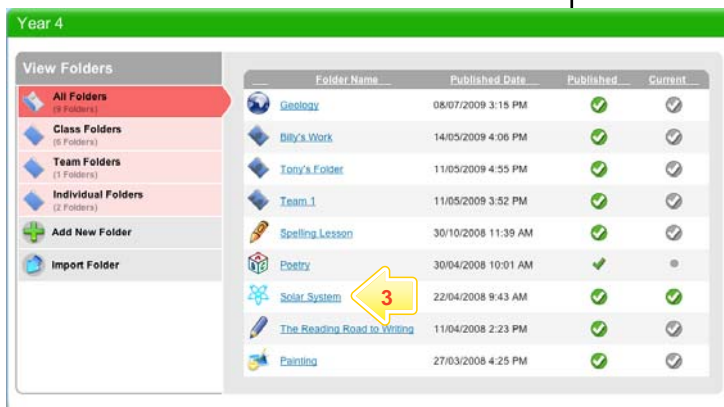 Year 4
View Folders
All Folders
(9 Folders)
Class Folders
(6 Folders)
Team Folders
(1 Folders)
Individual Folders
(2 Folders)
Add New Folder
Import Folder
Folder Name Published Date Published Current
Geology 08/07/2009 3:15 PM
Billy's Work 14/05/2009 4:06 PM
Tony's Folder 11/05/2009 4:55 PM
Team 1 11/05/2009 3:52 PM
Spelling Lesson 30/10/2008 11:39 AM
Poetry 30/04/2008 10:01 AM
Solar System 3 22/04/2008 9:43 AM
The Reading Road to Writing 11/04/2008 2:23 PM
Painting 27/03/2008 4:25 PM